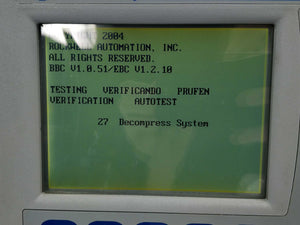 2004
ROCKWELL AUTOMATION, INC.
ALL RIGHTS RESERVED.
BBC V1.0.51/EBC V1.2.10
TESTING VERIFICANDO PRUFEN
VERIFICATION AUTOTEST
27 Decompress System